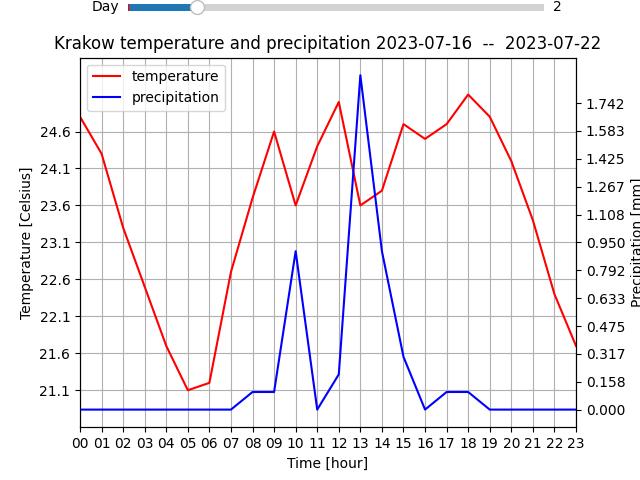 Day 2
Krakow temperature and precipitation 2023-07-16  --  2023-07-22
temperature
precipitation
Temperature [Celsius]
24.6
24.1
23.6
23.1
22.6
22.1
21.6
21.1
1.742
1.583
1.425
1.267
1.108
0.950
0.792
0.633
0.475
0.317
0.158
0.000
Precipitation [mm]
00 01 02 03 04 05 06 07 08 09 10 11 12 13 14 15 16 17 18 19 20 21 22 23
Time [hour]